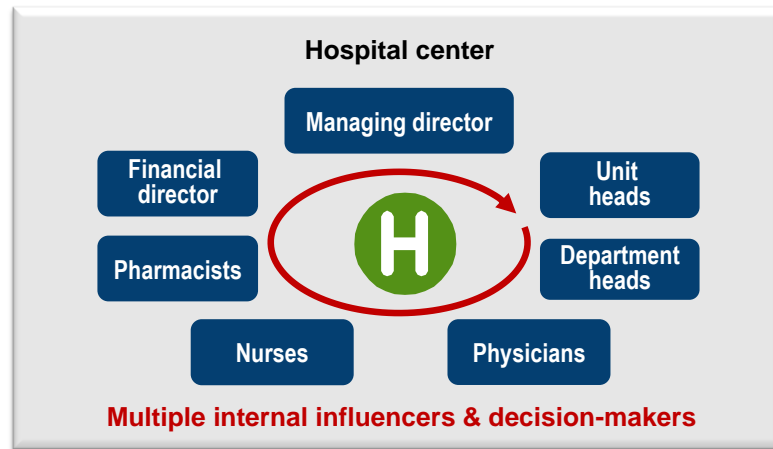 Hospital center
Managing director
Financial
director
Unit
heads
Pharmacists
H
Department
heads
Nurses
Physicians
Multiple internal influencers & decision-makers